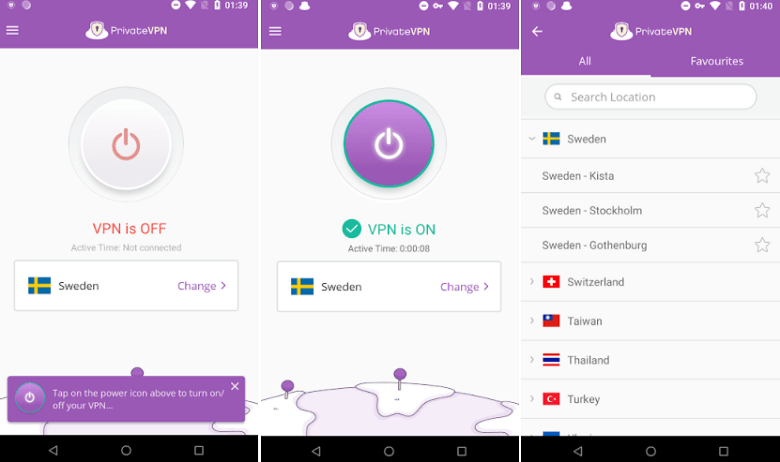 01:39
PrivateVPN
VPN is OFF
Active Time: Not connected
Sweden
Change
Tap on the power icon above to turn on/
off your VPN...
01:39
PrivateVPN
VPN is ON
Active Time: 0:00:08
Sweden
Change
01:40
PrivateVPN
All
Favourites
Search Location
Sweden
Sweden - Kista
Sweden - Stockholm
Sweden - Gothenburg
Switzerland
Taiwan
Thailand
Turkey